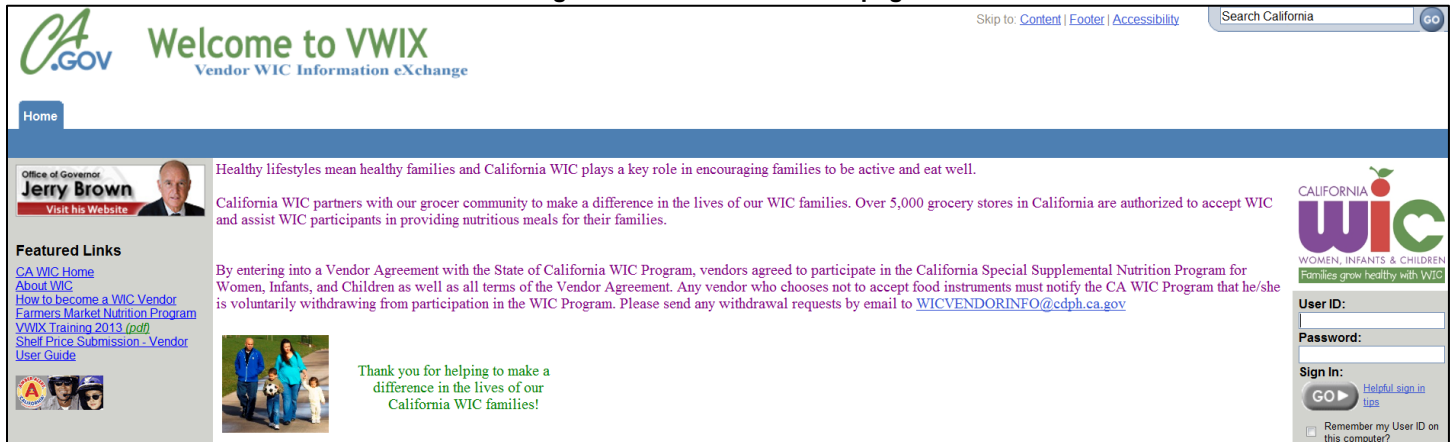 CA
.GOV
Welcome to VWIX
Vendor WIC Information eXchange
Skip to: Content | Footer | Accessibility
Search California
GO
Home
Office of Governor
Jerry Brown
Visit his Website
Featured Links
CA WIC Home
About WIC
How to become a WIC Vendor
Farmers Market Nutrition Program
VWIX Training 2013 (pdf)
Shelf Price Submission - Vendor
User Guide
Healthy lifestyles mean healthy families and California WIC plays a key role in encouraging families to be active and eat well.
California WIC partners with our grocer community to make a difference in the lives of our WIC families. Over 5,000 grocery stores in California are authorized to accept WIC
and assist WIC participants in providing nutritious meals for their families.
By entering into a Vendor Agreement with the State of California WIC Program, vendors agreed to participate in the California Special Supplemental Nutrition Program for
Women, Infants, and Children as well as all terms of the Vendor Agreement. Any vendor who chooses not to accept food instruments must notify the CA WIC Program that he/she
is voluntarily withdrawing from participation in the WIC Program. Please send any withdrawal requests by email to WICVENDORINFO@cdph.ca.gov
Thank you for helping to make a
difference in the lives of our
California WIC families!
CALIFORNIA
wic
WOMEN, INFANTS & CHILDREN
Families grow healthy with WIC
User ID:
Password:
Sign In:
GO
Helpful sign in
tips
Remember my User ID on
this computer?